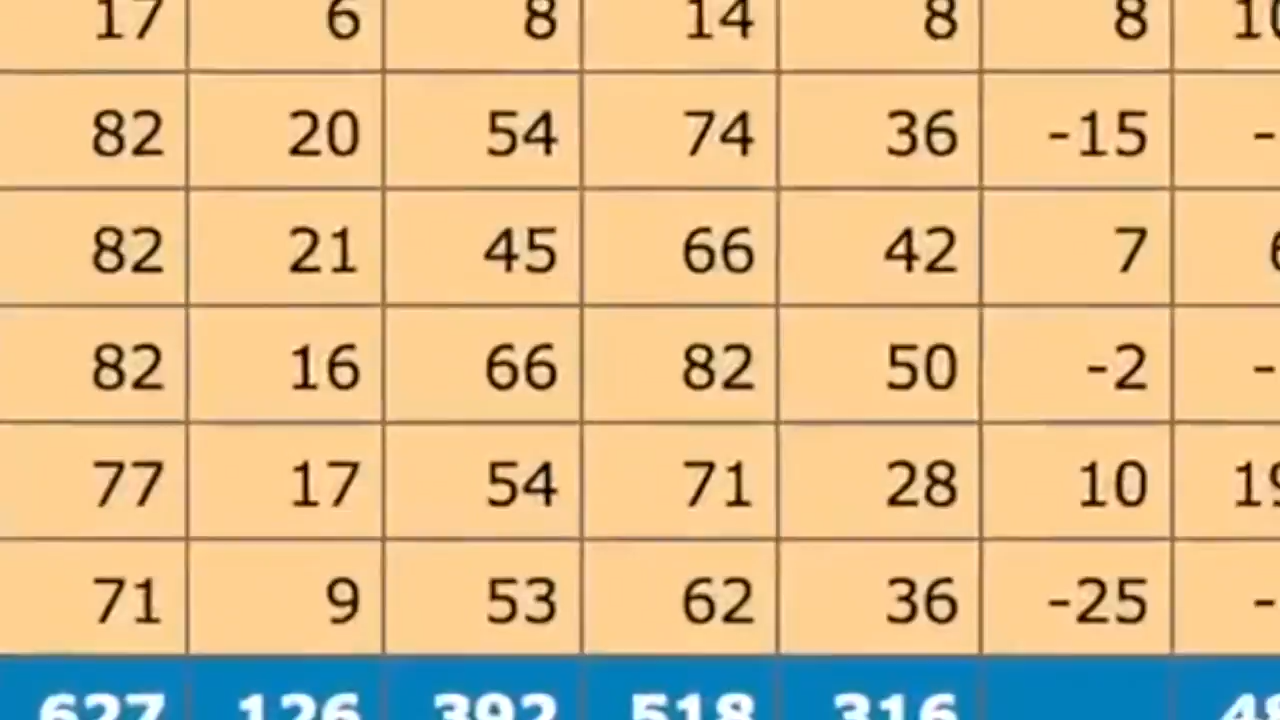 17 6 8 14 8 8
82 20 54 74 36 -15 -
82 21 45 66 42 7
82 16 66 82 50 -2 -
77 17 54 71 28 10
71 9 53 62 36 -25 -
627 126 392 518 316